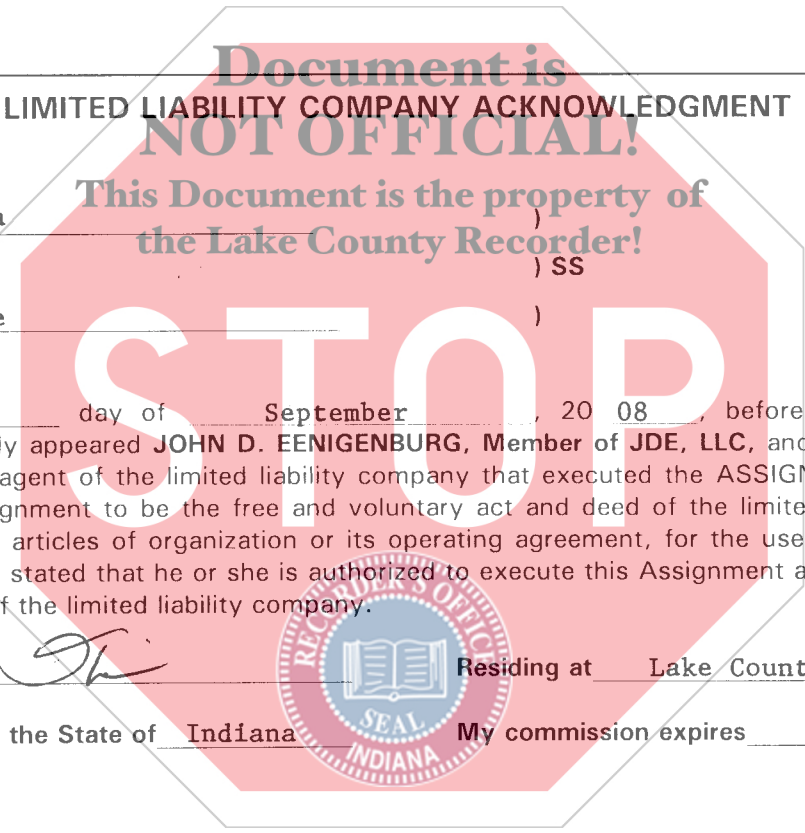 Document is
LIMITED LIABILITY COMPANY ACKNOWLEDGMENT
NOT OFFICIAL!
This Document is the property of
a )
the Lake County Recorder!
) SS
e )
STOP
day of September , 20 08 , before
ly appeared JOHN D. EENIGENBURG, Member of JDE, LLC, and
agent of the limited liability company that executed the ASSIGN
gnment to be the free and voluntary act and deed of the limite
articles of organization or its operating agreement, for the use
stated that he or she is authorized to execute this Assignment a
f the limited liability company.
RECORDER'S OFFICE
Residing at Lake Count
SEAL
the State of Indiana My commission expires
INDIANA